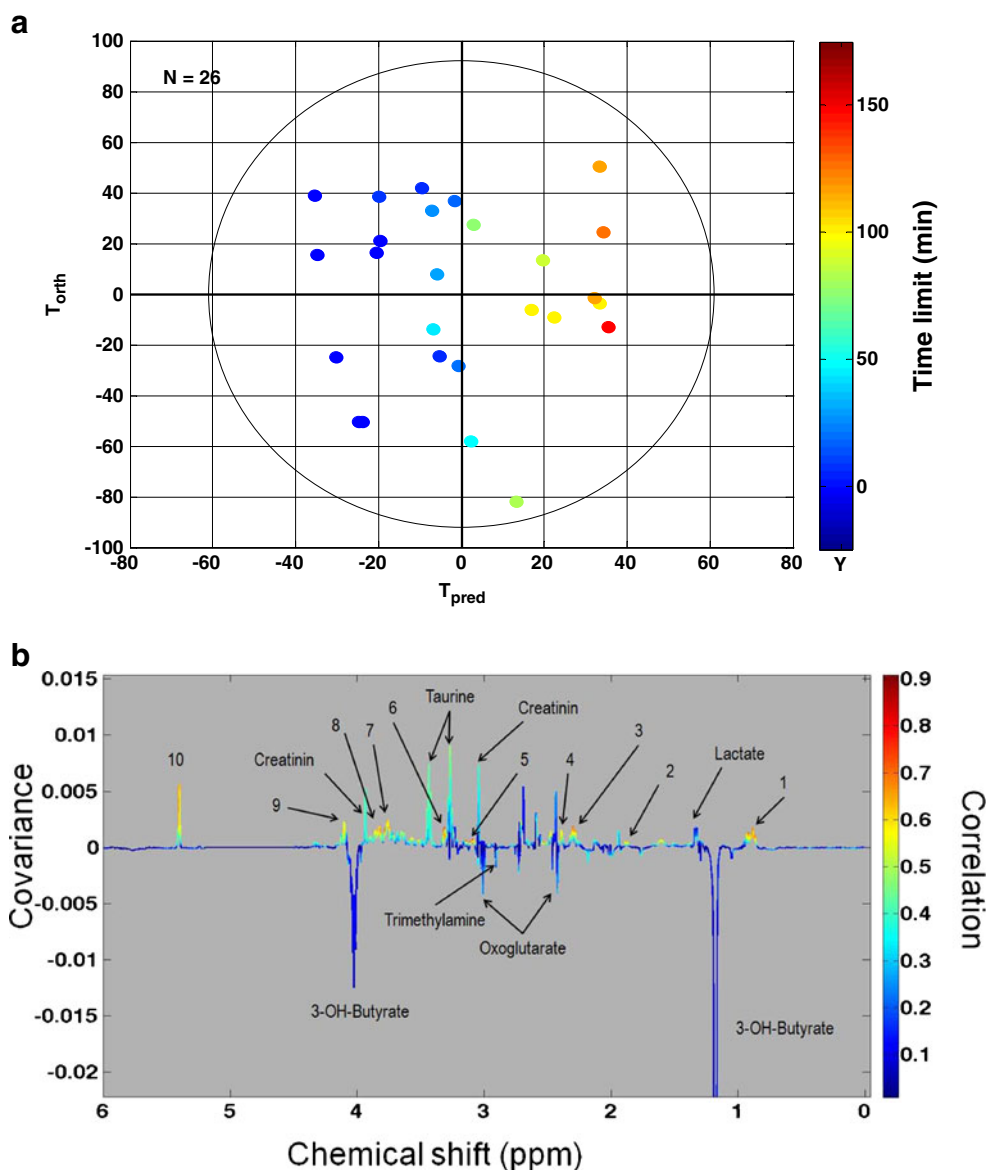 a
100
80
60
40
20
0
-20
-40
-60
-80
-100
N = 26
T orth
-80 -60 -40 -20 0 20 40 60 80
T pred
150
100
50
0
Y
Time limit (min)
b
0.015
0.01
0.005
0
-0.005
-0.01
-0.015
-0.02
Covariance
10
9
Creatinin
8
7
6
Taurine
Creatinin
5
4
3
2
Lactate
1
Trimethylamine
Oxoglutarate
3-OH-Butyrate
3-OH-Butyrate
6 5 4 3 2 1 0
Chemical shift (ppm)
0.9
0.8
0.7
0.6
0.5
0.4
0.3
0.2
0.1
Correlation